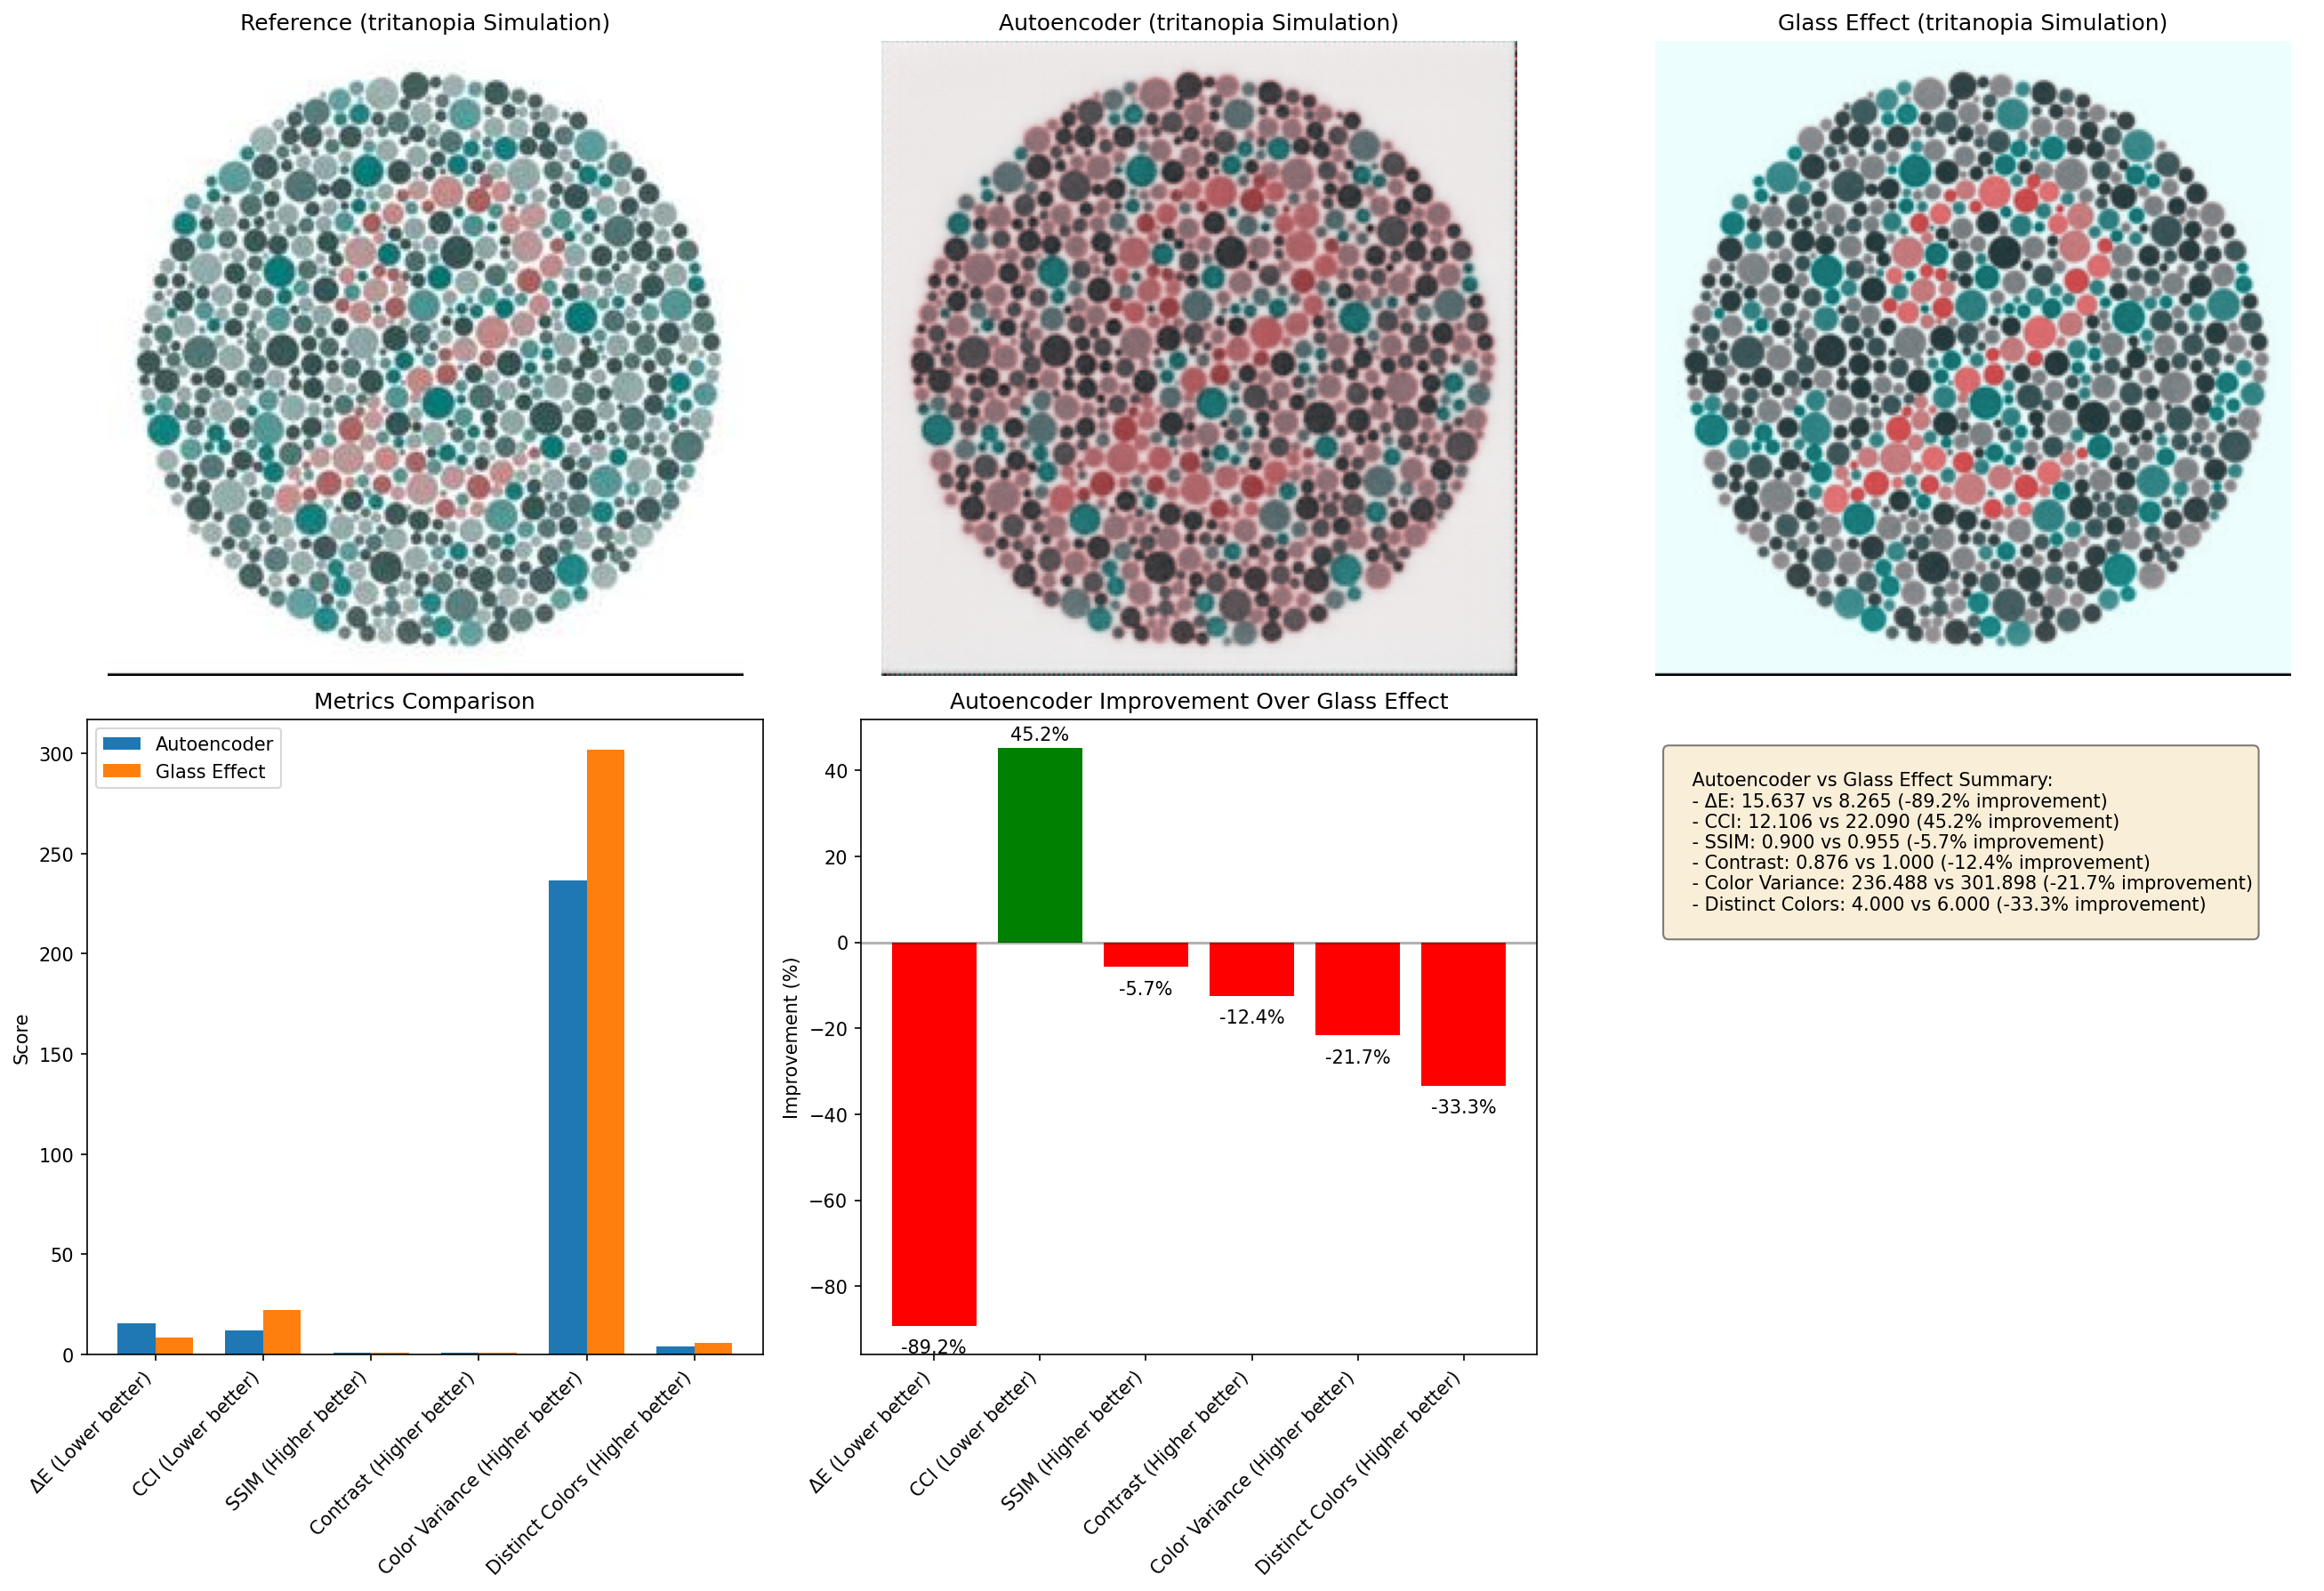 Reference (tritanopia Simulation)
Autoencoder (tritanopia Simulation)
Glass Effect (tritanopia Simulation)
Metrics Comparison
Autoencoder
Glass Effect
Score
300
250
200
150
100
50
0
ΔE (Lower better)
CCI (Lower better)
SSIM (Higher better)
Contrast (Higher better)
Color Variance (Higher better)
Distinct Colors (Higher better)
Autoencoder Improvement Over Glass Effect
Improvement (%)
40
20
0
−20
−40
−60
−80
-89.2%
45.2%
-5.7%
-12.4%
-21.7%
-33.3%
ΔE (Lower better)
CCI (Lower better)
SSIM (Higher better)
Contrast (Higher better)
Color Variance (Higher better)
Distinct Colors (Higher better)
Autoencoder vs Glass Effect Summary:
- ΔE: 15.637 vs 8.265 (-89.2% improvement)
- CCI: 12.106 vs 22.090 (45.2% improvement)
- SSIM: 0.900 vs 0.955 (-5.7% improvement)
- Contrast: 0.876 vs 1.000 (-12.4% improvement)
- Color Variance: 236.488 vs 301.898 (-21.7% improvement)
- Distinct Colors: 4.000 vs 6.000 (-33.3% improvement)
2
2
2